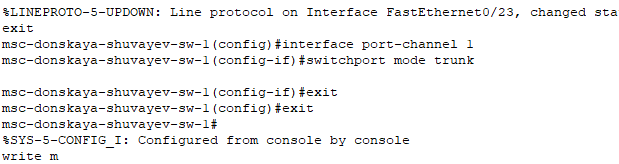 %LINEPROTO-5-UPDOWN: Line protocol on Interface FastEthernet0/23, changed sta
exit
msc-donskaya-shuvayev-sw-1(config)#interface port-channel 1
msc-donskaya-shuvayev-sw-1(config-if)#switchport mode trunk
msc-donskaya-shuvayev-sw-1(config-if)#exit
msc-donskaya-shuvayev-sw-1(config)#exit
msc-donskaya-shuvayev-sw-1#
%SYS-5-CONFIG_I: Configured from console by console
write m